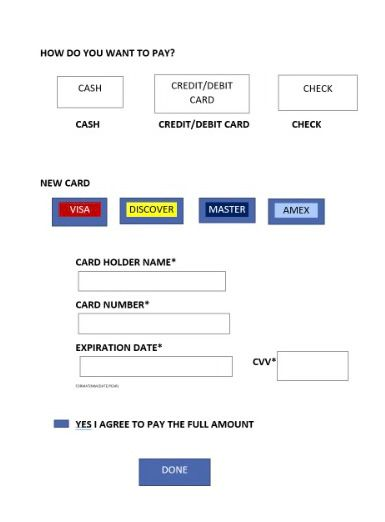 HOW DO YOU WANT TO PAY?
CASH
CREDIT/DEBIT
CARD
CHECK
CASH CREDIT/DEBIT CARD CHECK
NEW CARD
VISA DISCOVER MASTER AMEX
CARD HOLDER NAME*
CARD NUMBER*
EXPIRATION DATE*
CVV*
YES I AGREE TO PAY THE FULL AMOUNT
DONE